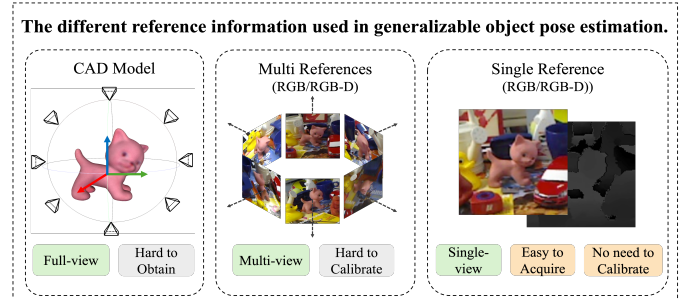 The different reference information used in generalizable object pose estimation.
CAD Model
Multi References
(RGB/RGB-D)
Single Reference
(RGB/RGB-D))
Full-view
Hard to
Obtain
Multi-view
Hard to
Calibrate
Single-
view
Easy to
Acquire
No need to
Calibrate